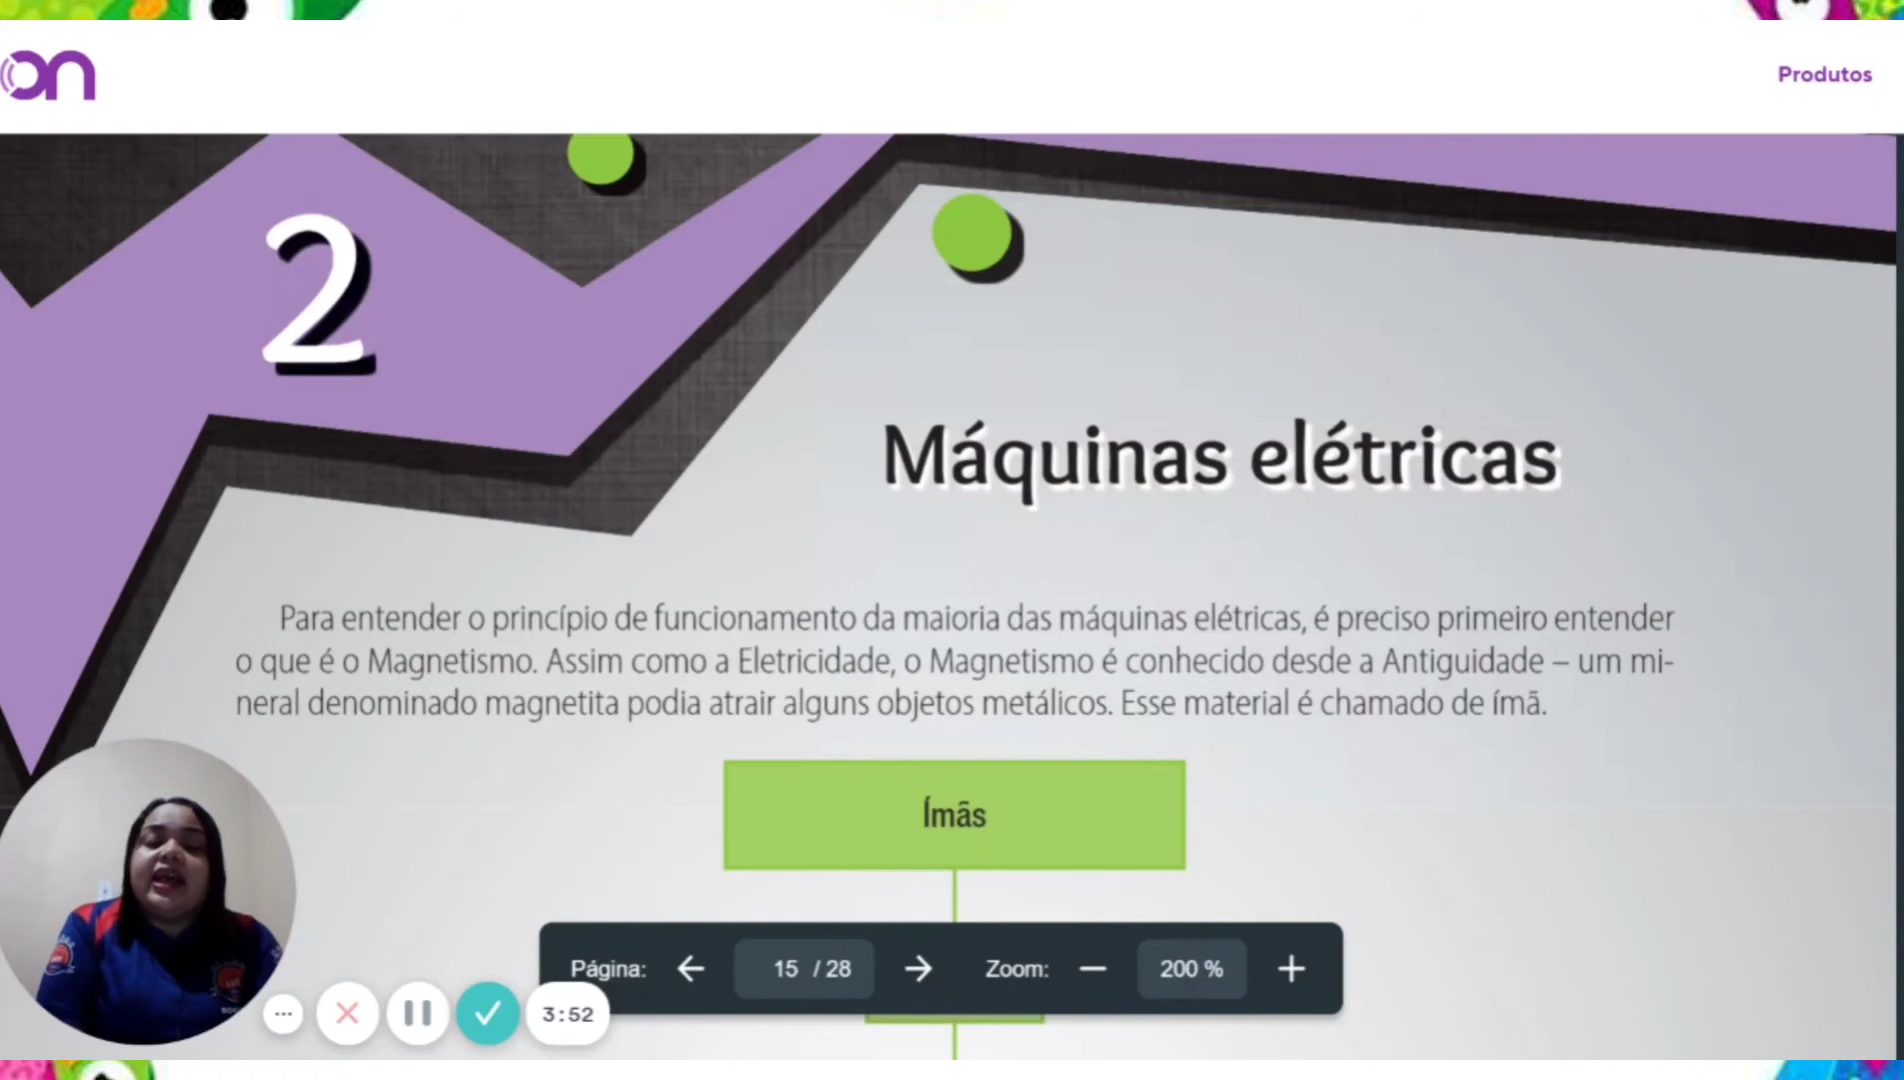 on
Produtos
2
Máquinas elétricas
Para entender o princípio de funcionamento da maioria das máquinas elétricas, é preciso primeiro entender
o que é o Magnetismo. Assim como a Eletricidade, o Magnetismo é conhecido desde a Antiguidade – um mi-
neral denominado magnetita podia atrair alguns objetos metálicos. Esse material é chamado de ímã.
Ímãs
Página: 15 / 28 Zoom: 200 %
3:52